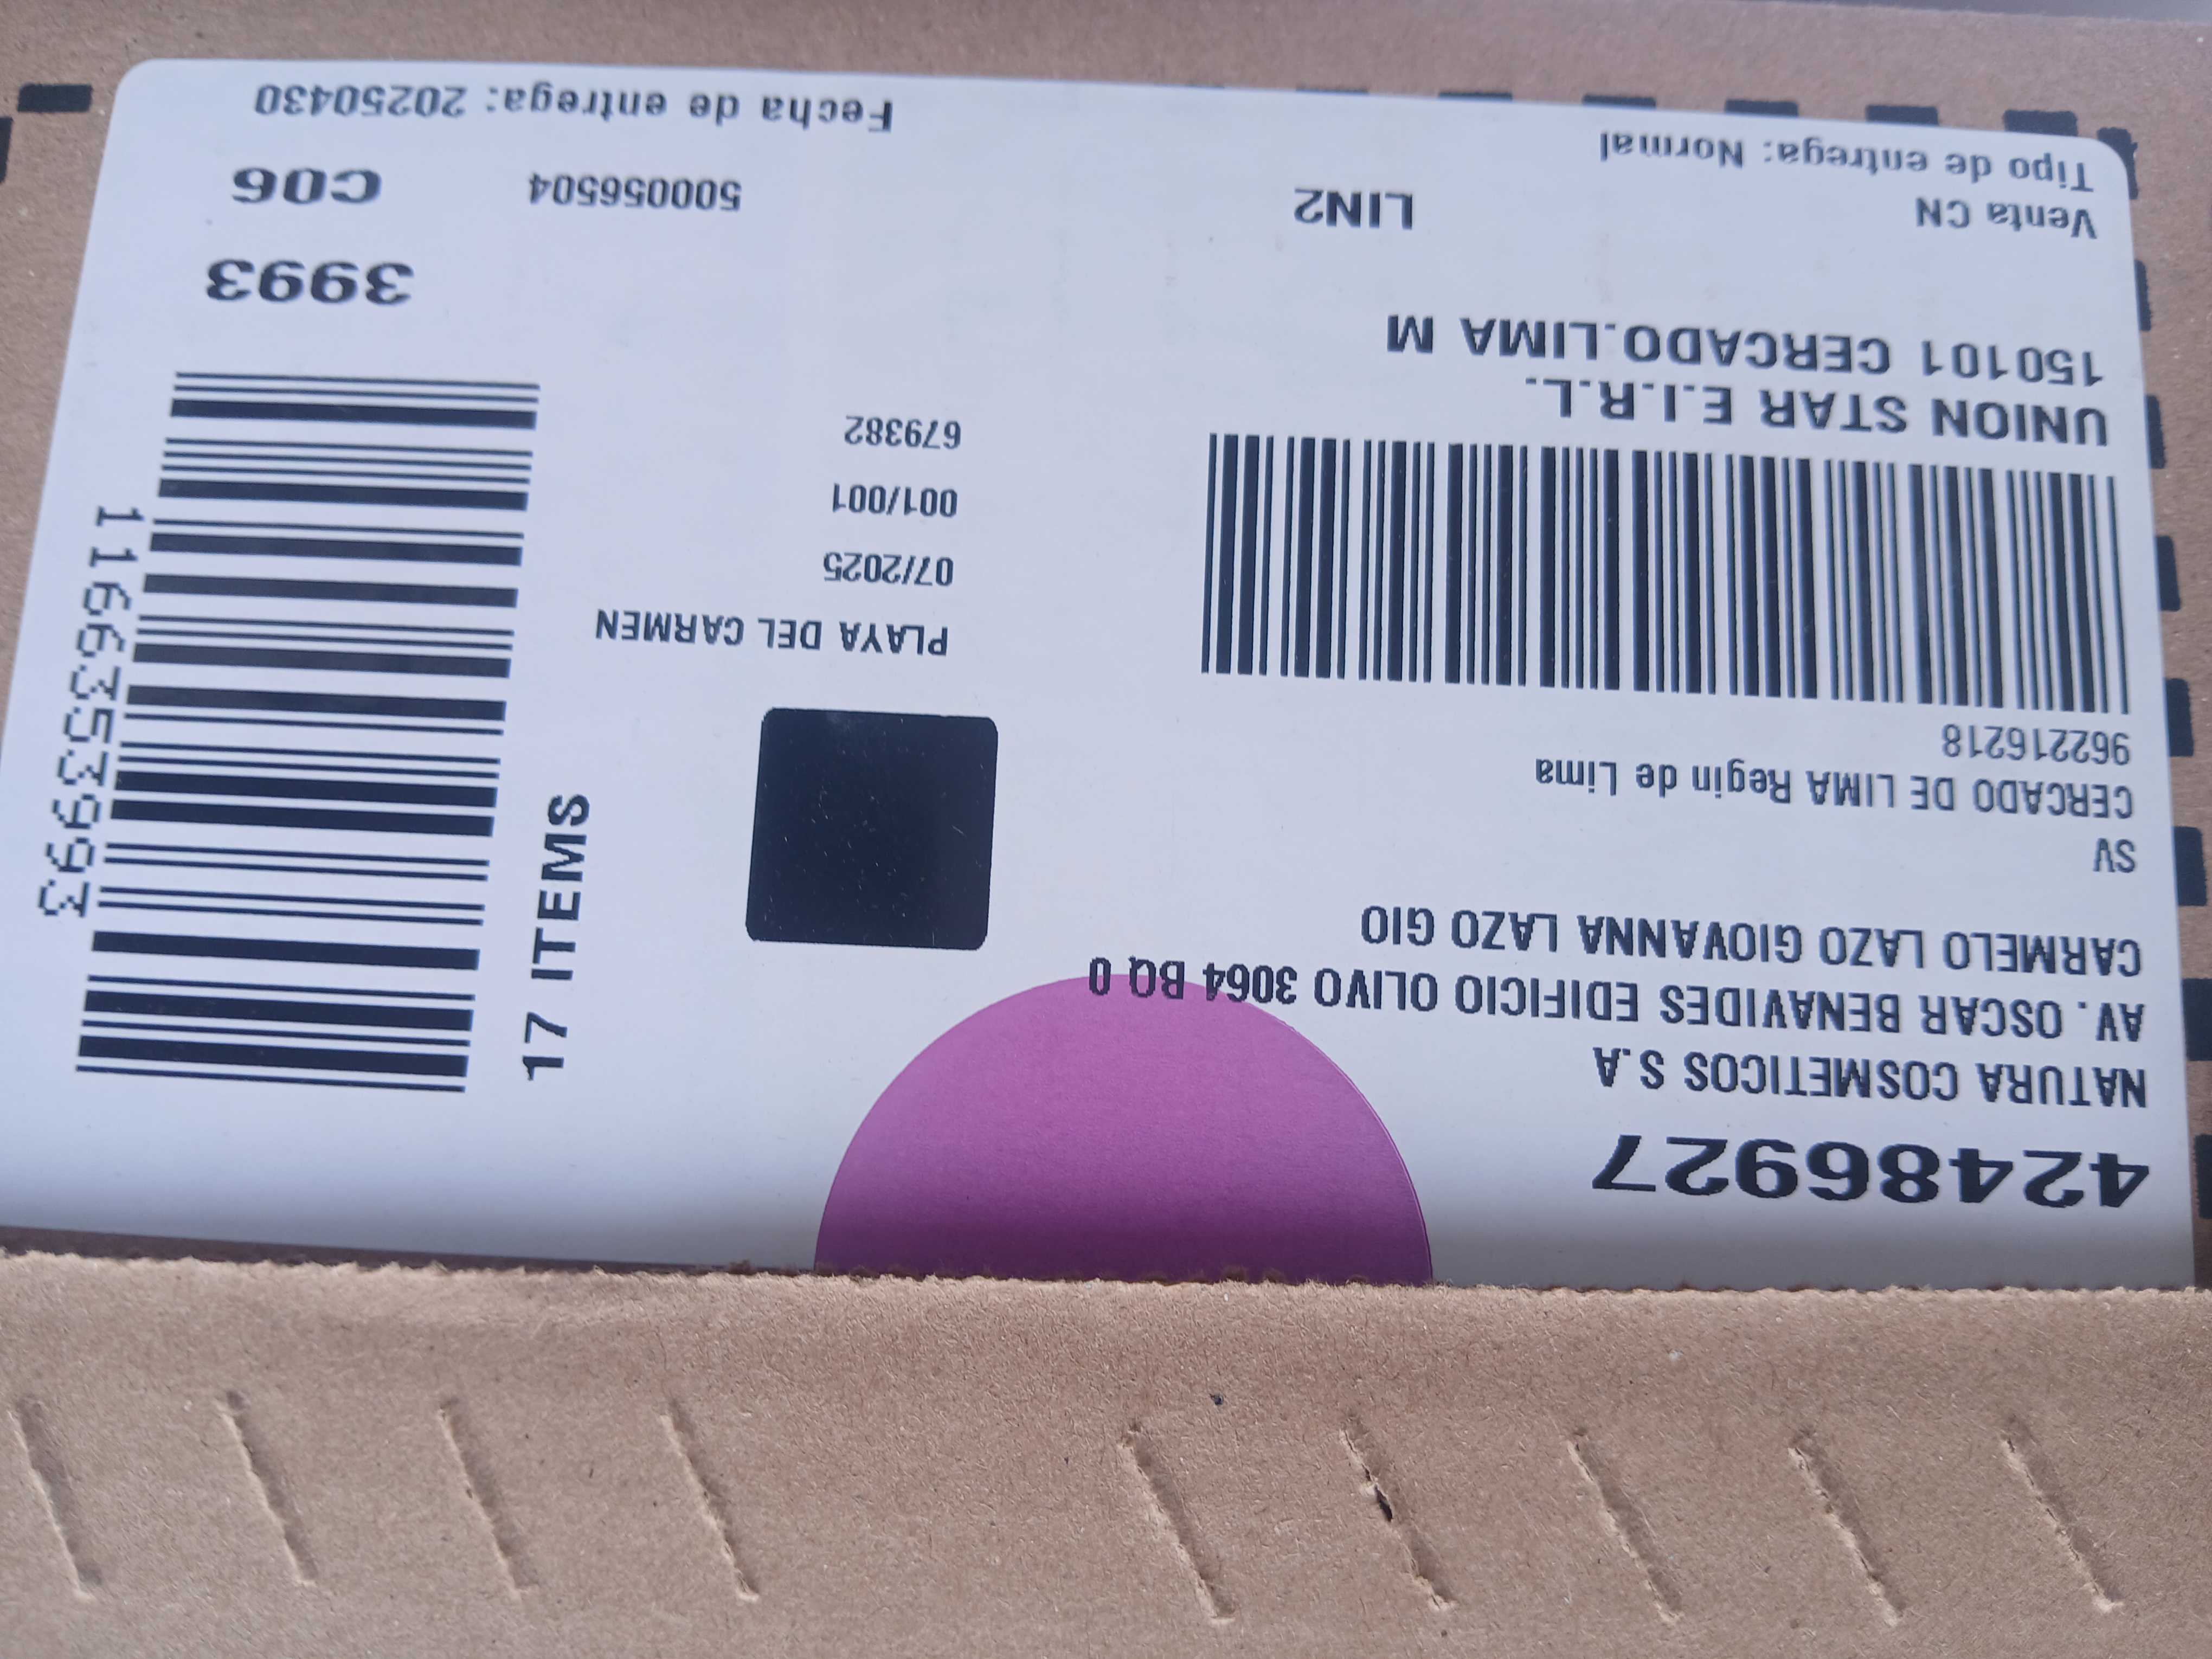 42486927
NATURA COSMETICOS S.A
AV. OSCAR BENAVIDES EDIFICIO OLIVO 3064 BQ 0
CARMELO LAZO GIOVANNA LAZO GIO
SV
CERCADO DE LIMA Regin de Lima
962216218
UNION STAR E.I.R.L.
150101 CERCADO.LIMA M
Venta CN
LIN2
Tipo de entrega: Normal
17 ITEMS
PLAYA DEL CARMEN
07/2025
001/001
679382
1166353993
3993
500056504
C06
Fecha de entrega: 20250430